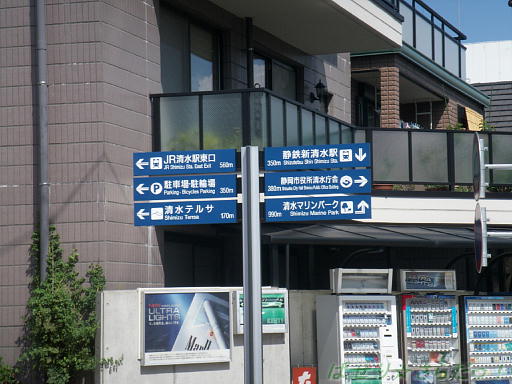 JR清水駅東口 560m
JR Shimizu Sta. East Exit
駐車場・駐輪場 350m
Parking・Bicycles Parking
清水テルサ 170m
Shimizu Terrsa
静鉄新清水駅
350m Shizutetsu Shin Shimizu Sta.
静岡市役所清水庁舎
380m Shizuoka City Hall Shimizu Public Office Building
清水マリンパーク
990m Shimizu Marine Park
ULTRA
LIGHTS